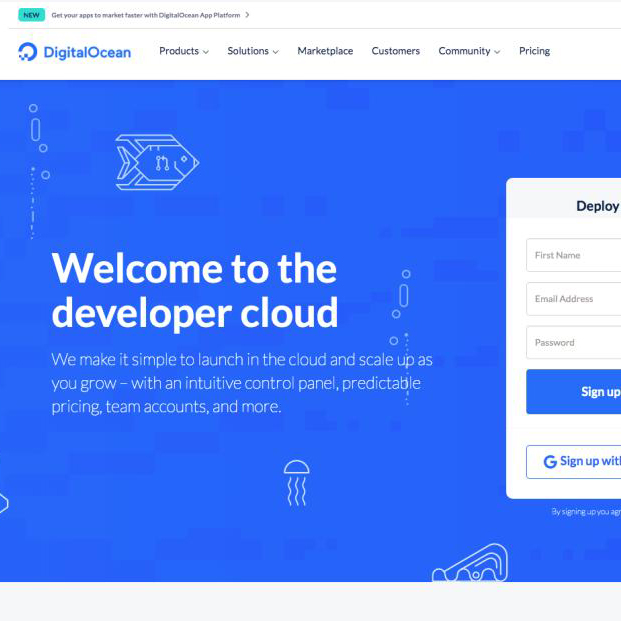 NEW Get your apps to market faster with DigitalOcean App Platform
DigitalOcean Products Solutions Marketplace Customers Community Pricing
Welcome to the
developer cloud
We make it simple to launch in the cloud and scale up as
you grow – with an intuitive control panel, predictable
pricing, team accounts, and more.
Deploy
First Name
Email Address
Password
Sign up
G Sign up with
By signing up you agr